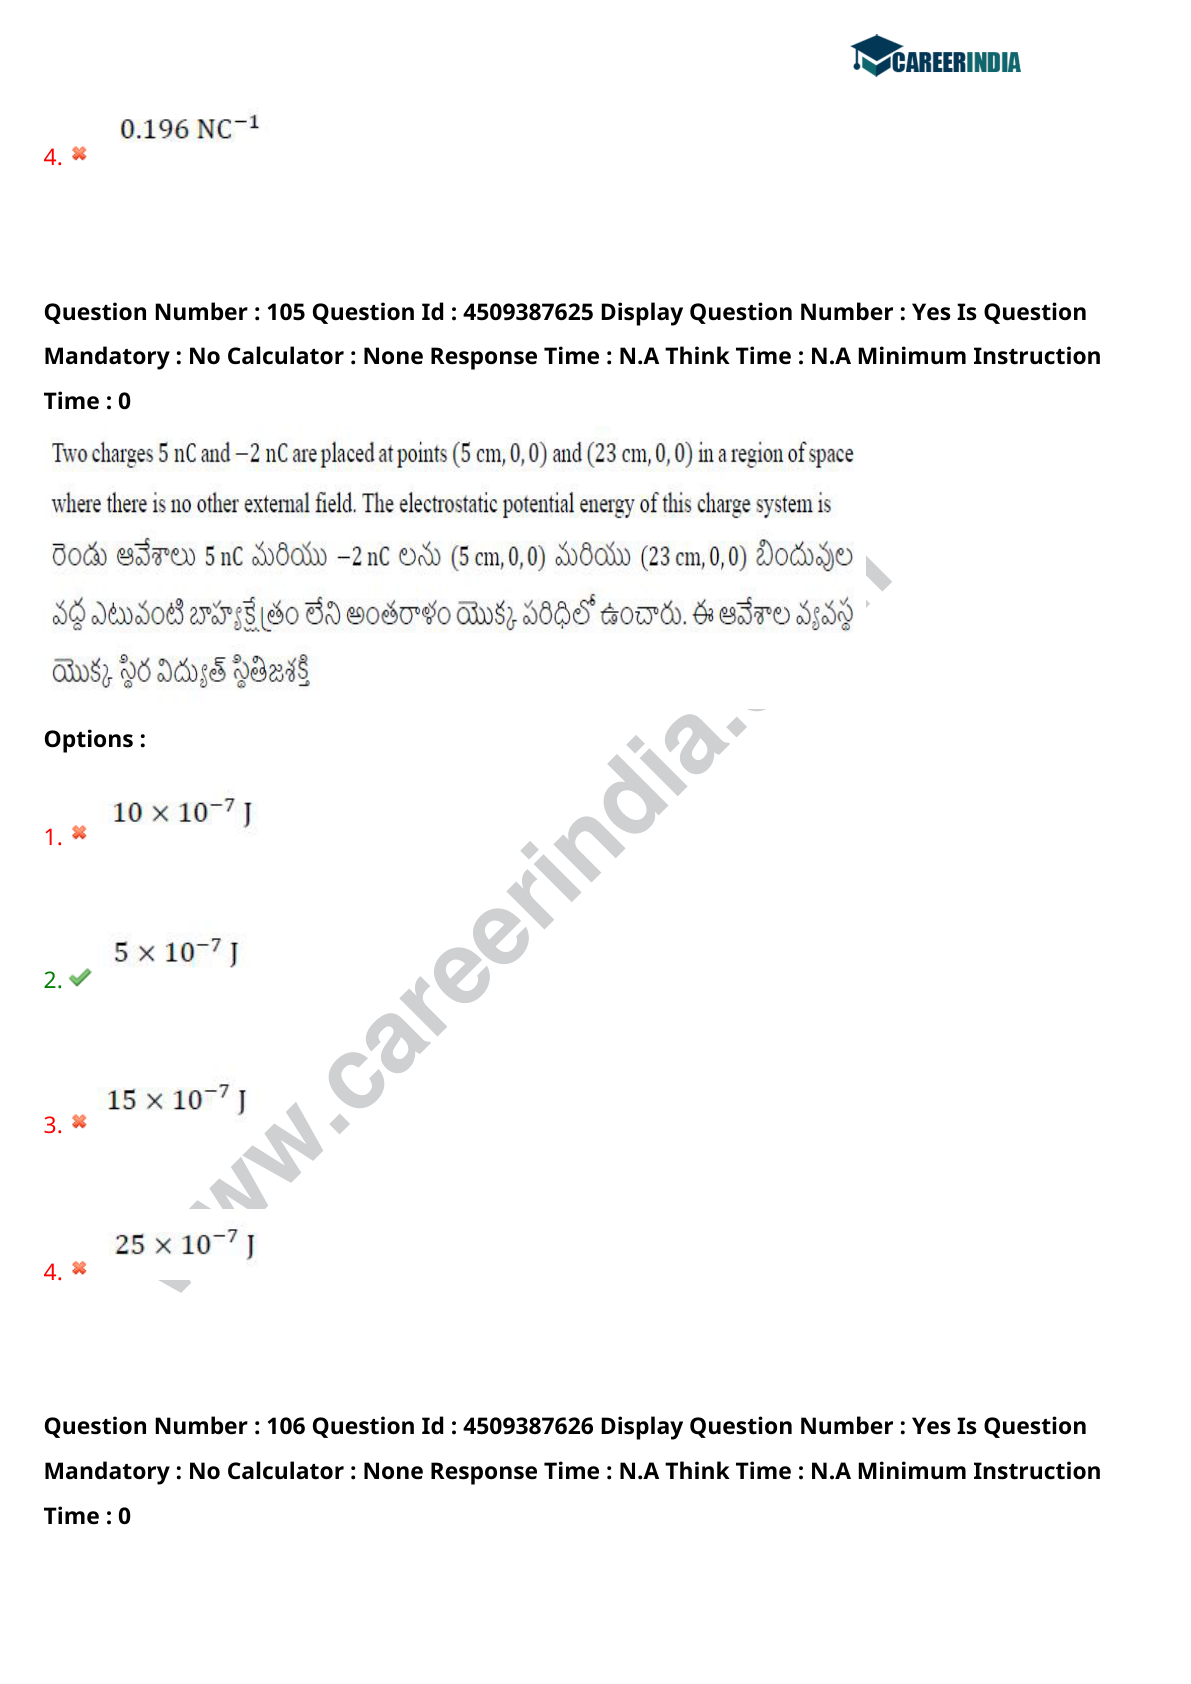 CAREERINDIA
0.196 NC⁻¹
4.
Question Number : 105 Question Id : 4509387625 Display Question Number : Yes Is Question
Mandatory : No Calculator : None Response Time : N.A Think Time : N.A Minimum Instruction
Time : 0
Two charges 5 nC and −2 nC are placed at points (5 cm, 0, 0) and (23 cm, 0, 0) in a region of space
where there is no other external field. The electrostatic potential energy of this charge system is
రెండు ఆవేశాలు 5 nC మరియు −2 nC లను (5 cm, 0, 0) మరియు (23 cm, 0, 0) బిందువుల
వద్ద ఎటువంటి బాహ్యక్షేత్రం లేని అంతరాళం యొక్క పరిధిలో ఉంచారు. ఈ ఆవేశాల వ్యవస్థ
యొక్క స్థిర విద్యుత్ స్థితిజశక్తి
Options :
10 × 10⁻⁷ J
1.
5 × 10⁻⁷ J
2.
15 × 10⁻⁷ J
3.
25 × 10⁻⁷ J
4.
Question Number : 106 Question Id : 4509387626 Display Question Number : Yes Is Question
Mandatory : No Calculator : None Response Time : N.A Think Time : N.A Minimum Instruction
Time : 0